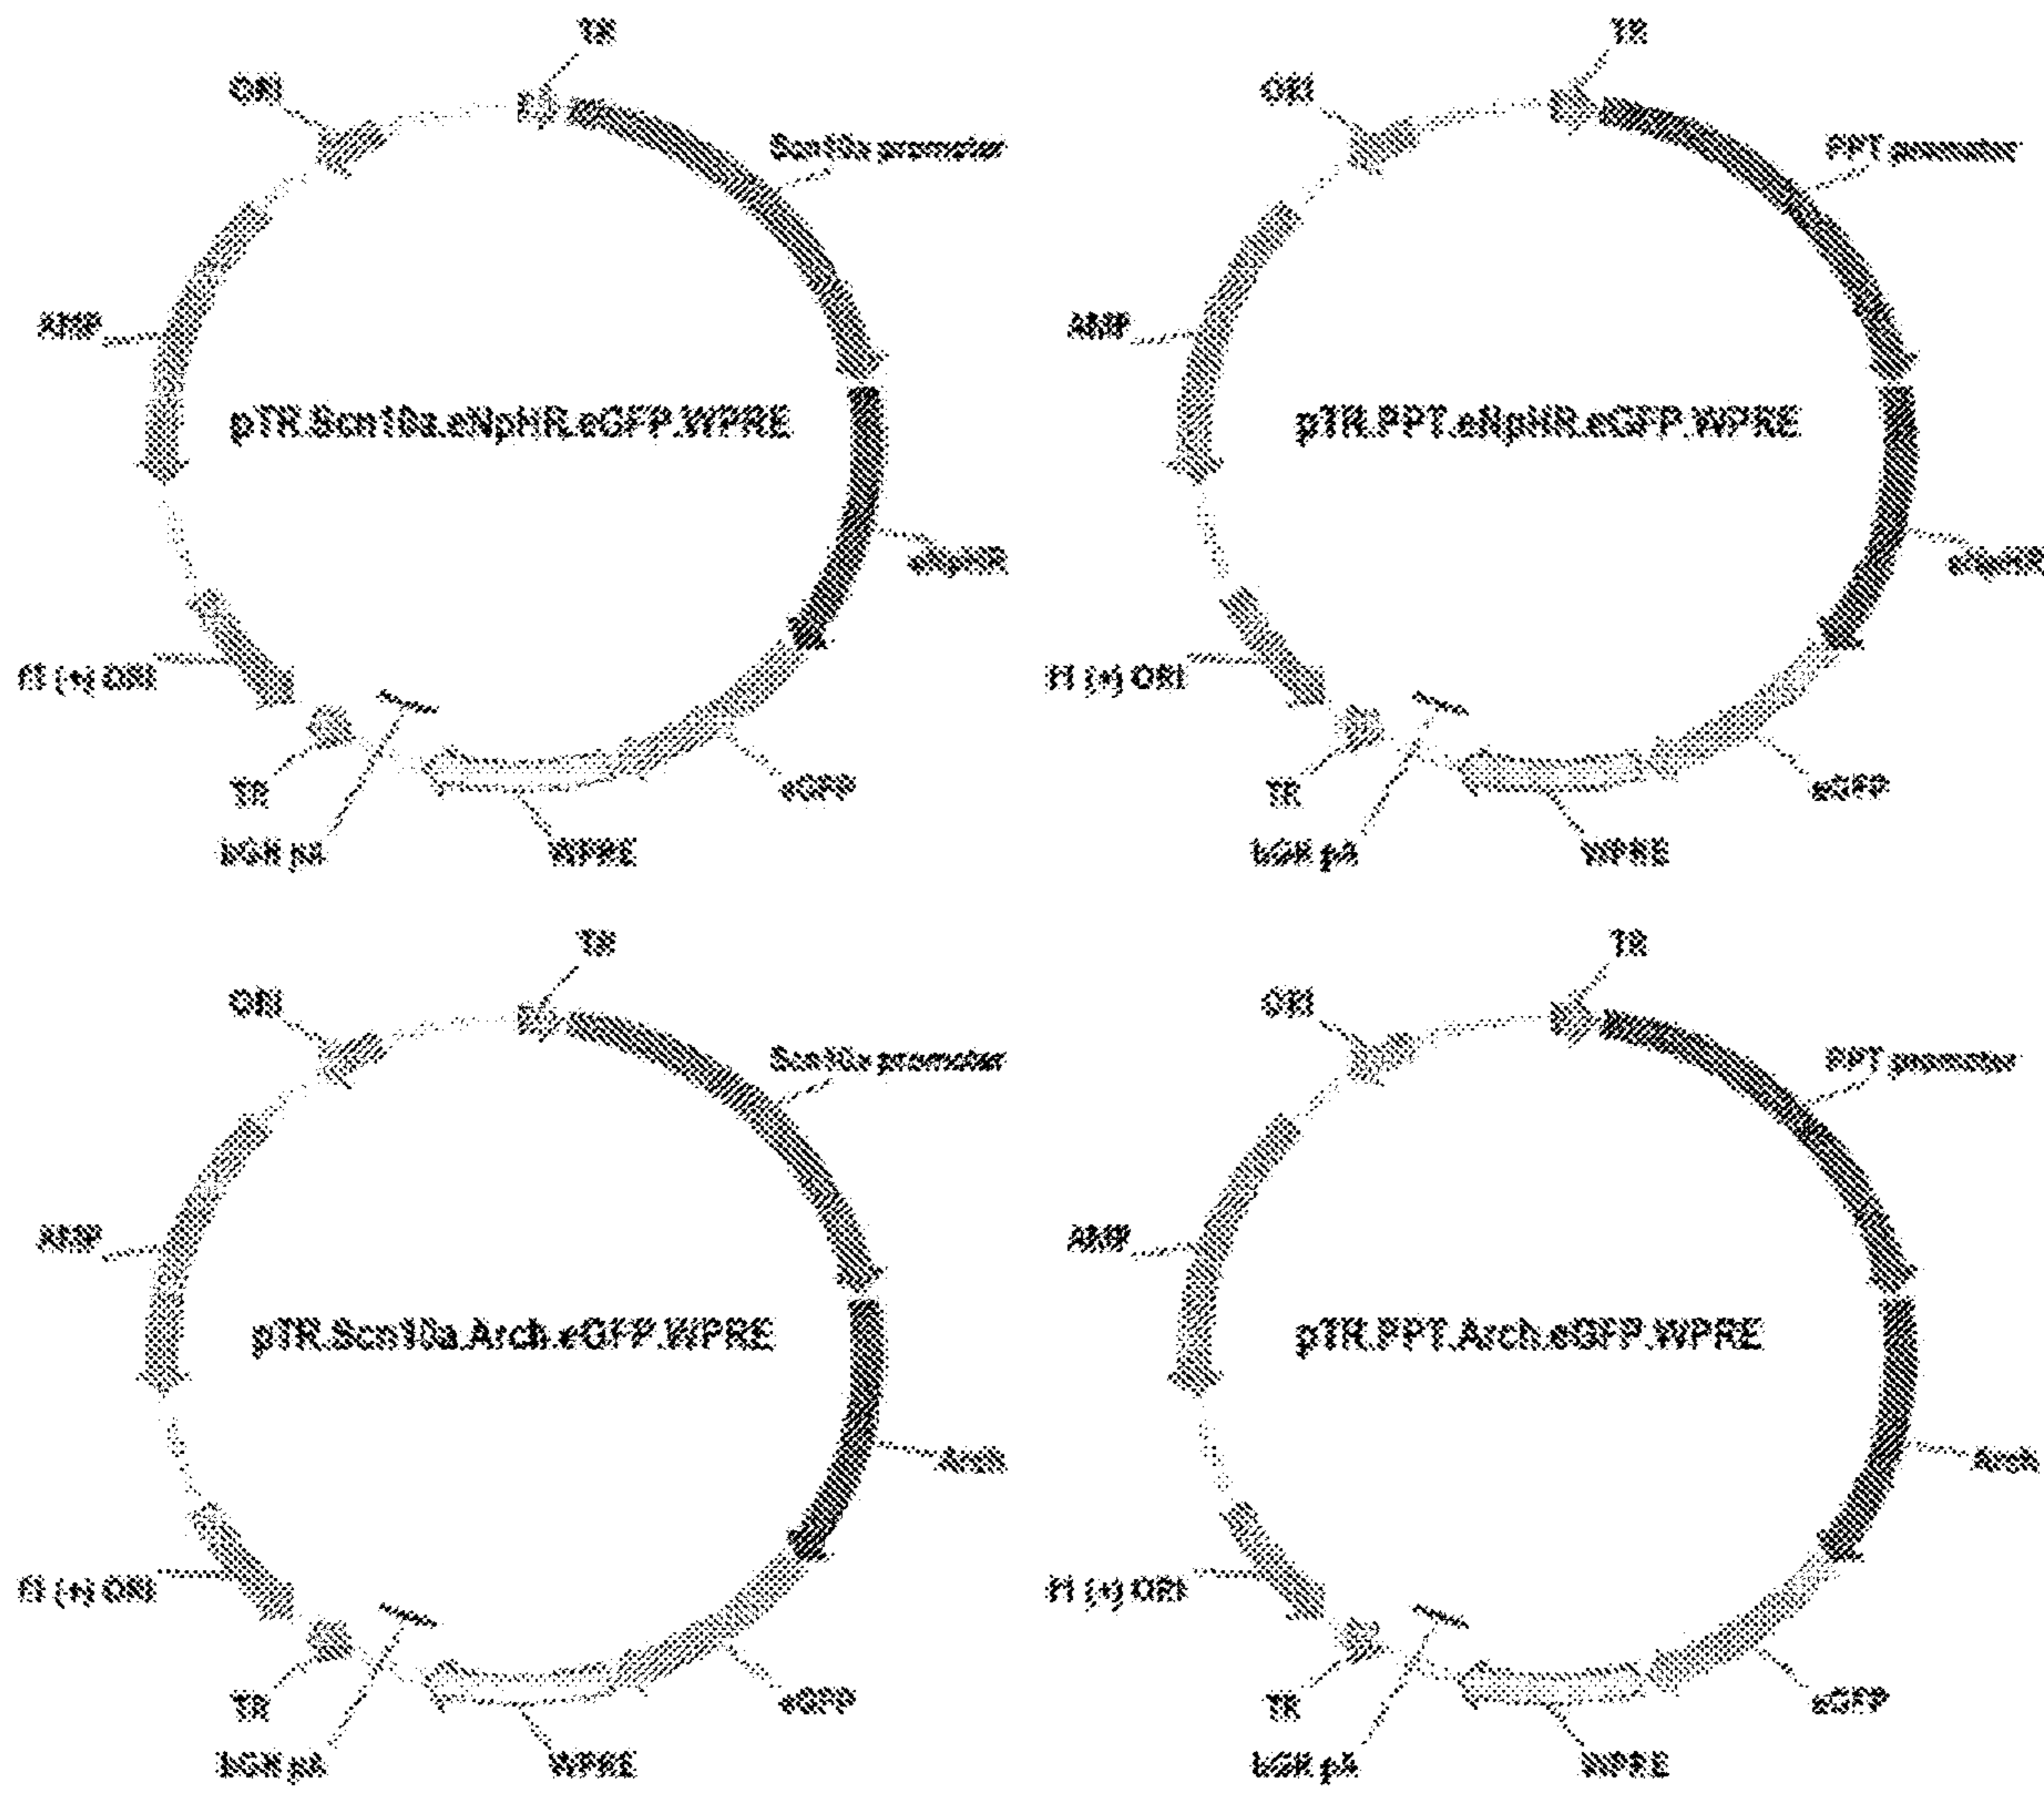 TR
ORI
Scn10a promoter
AMP
pTR.Scn10a.eNpHR.eGFP.WPRE
eNpHR
f1 (+) ORI
TR
eGFP
bGH pA
WPRE
TR
ORI
PPT promoter
AMP
pTR.PPT.eNpHR.eGFP.WPRE
eNpHR
f1 (+) ORI
TR
eGFP
bGH pA
WPRE
TR
ORI
Scn10a promoter
AMP
pTR.Scn10a.Arch.eGFP.WPRE
Arch
f1 (+) ORI
TR
eGFP
bGH pA
WPRE
TR
ORI
PPT promoter
AMP
pTR.PPT.Arch.eGFP.WPRE
Arch
f1 (+) ORI
TR
eGFP
bGH pA
WPRE